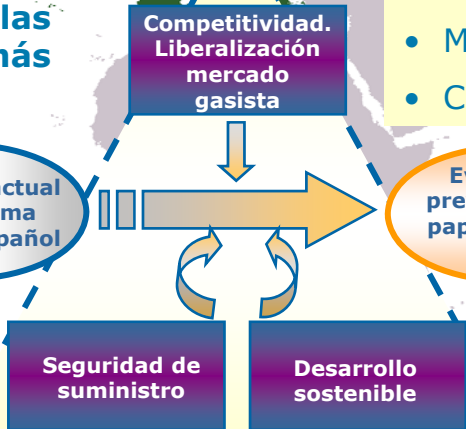 las
más
Competitividad.
Liberalización
mercado
gasista
• M
• C
actual
ma
pañol
Ev
pre
pap
Seguridad de
suministro
Desarrollo
sostenible